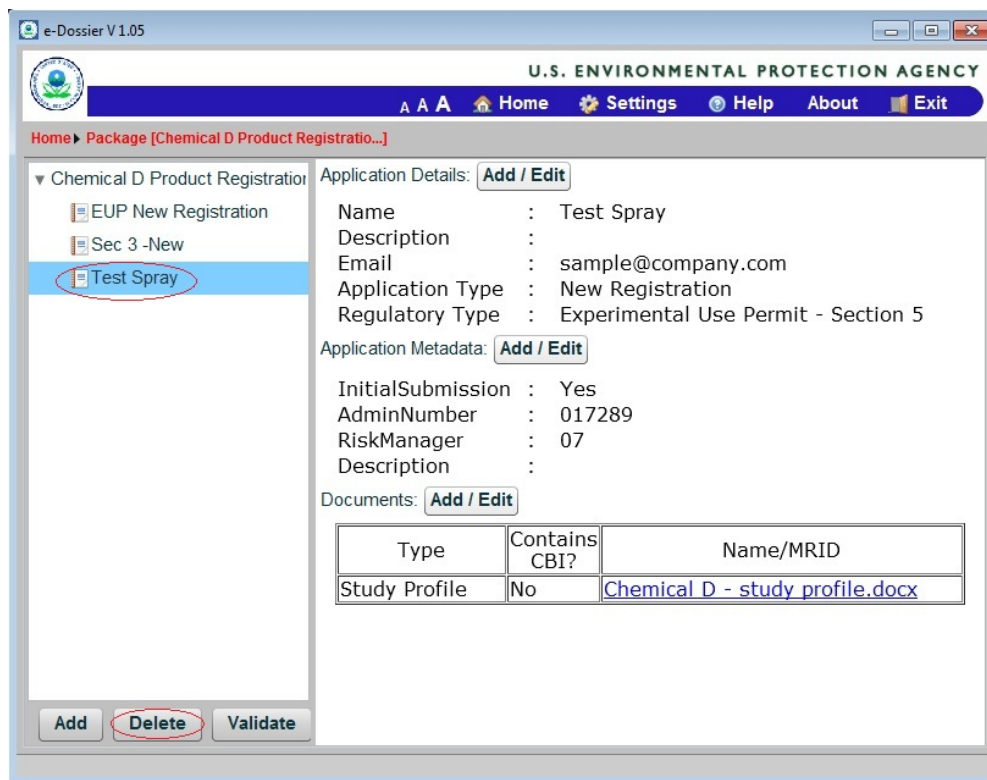 e-Dossier V 1.05
U.S. ENVIRONMENTAL PROTECTION AGENCY
A A A Home Settings Help About Exit
Home Package [Chemical D Product Registratio...]
Chemical D Product Registration
EUP New Registration
Sec 3 -New
Test Spray
Add Delete Validate
Application Details: Add / Edit
Name : Test Spray
Description :
Email : sample@company.com
Application Type : New Registration
Regulatory Type : Experimental Use Permit - Section 5
Application Metadata: Add / Edit
InitialSubmission : Yes
AdminNumber : 017289
RiskManager : 07
Description :
Documents: Add / Edit
Type Contains CBI? Name/MRID
Study Profile No Chemical D - study profile.docx